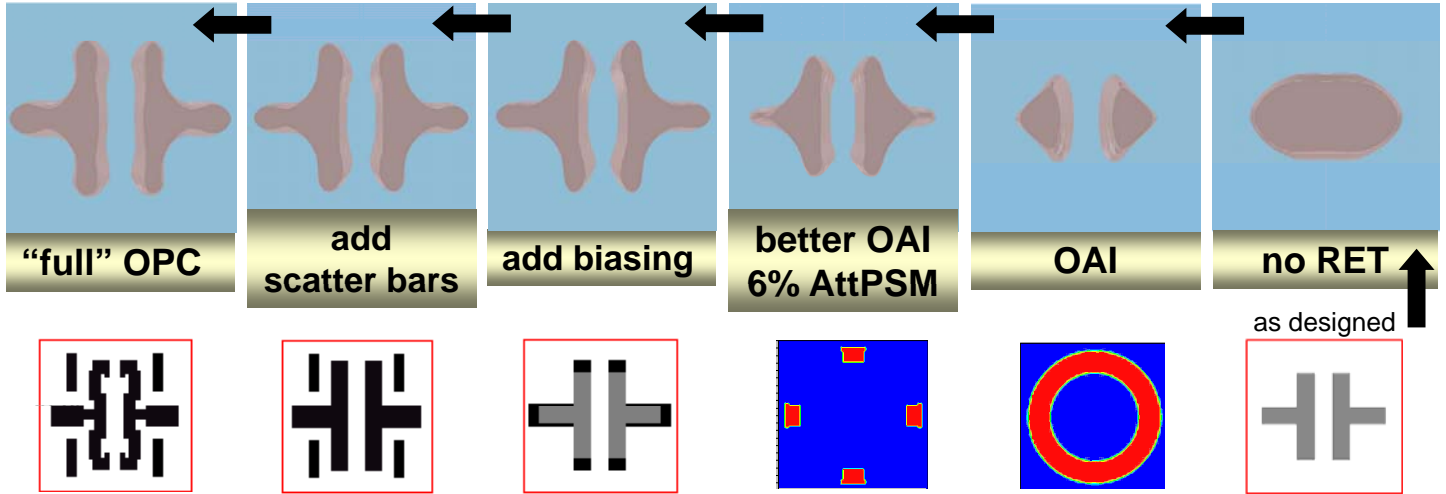 “full” OPC
add
scatter bars
add biasing
better OAI
6% AttPSM
OAI
no RET
as designed